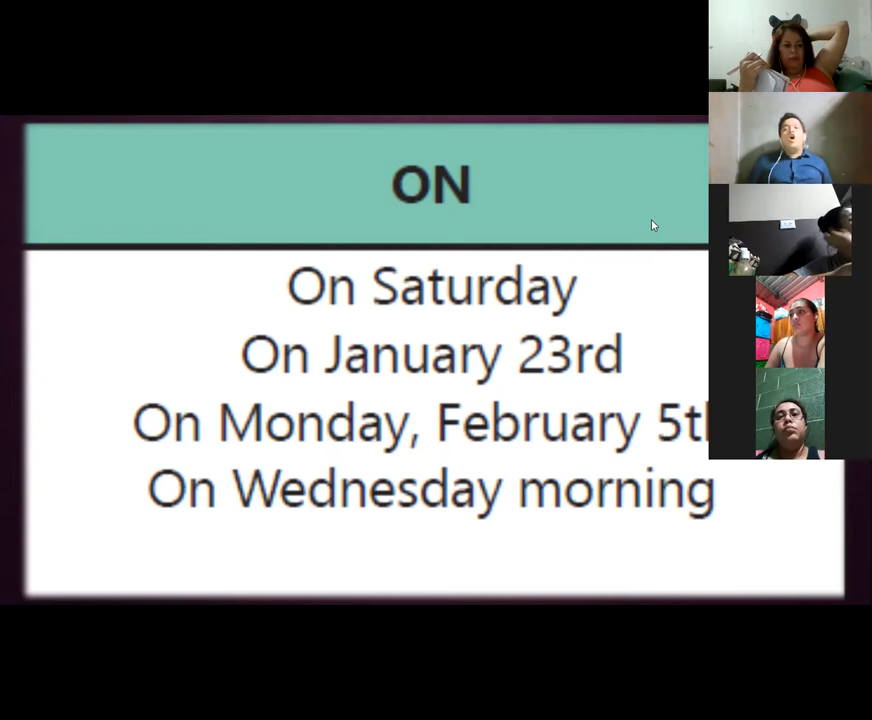 ON
On Saturday
On January 23rd
On Monday, February 5th
On Wednesday morning